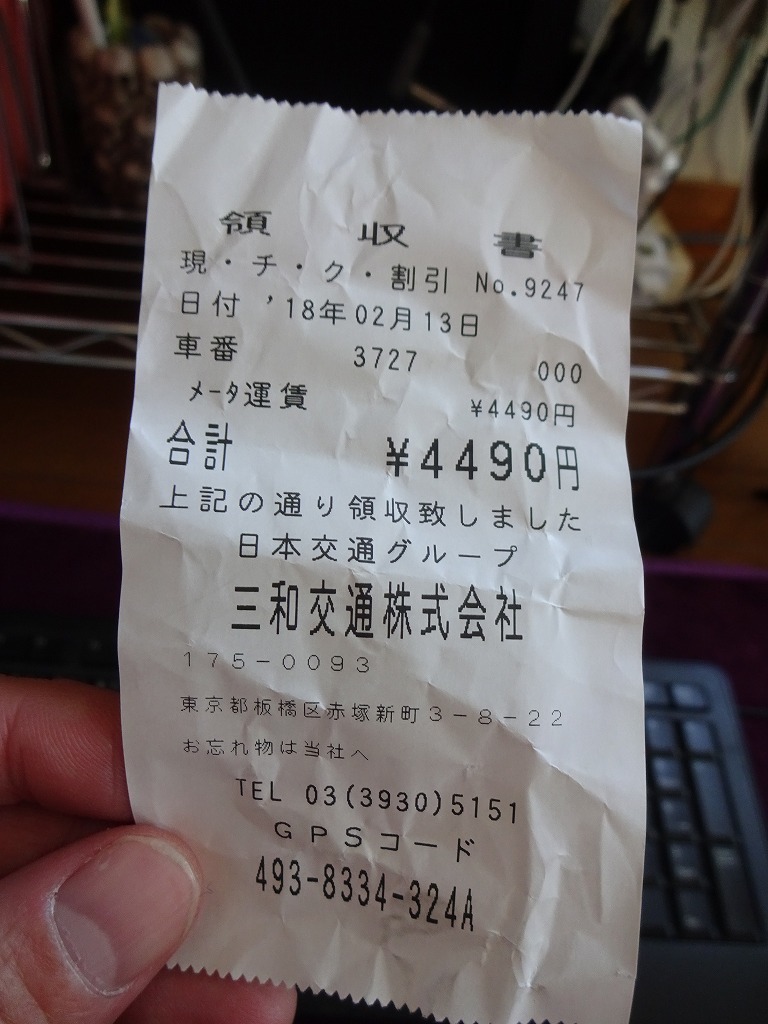 領収書
現・チ・ク・割引 No.9247
日付 '18年02月13日
車番 3727 000
メータ運賃 ¥4490円
合計 ¥4490円
上記の通り領収致しました
日本交通グループ
三和交通株式会社
175-0093
東京都板橋区赤塚新町3-8-22
お忘れ物は当社へ
TEL 03(3930)5151
GPSコード
493-8334-324A